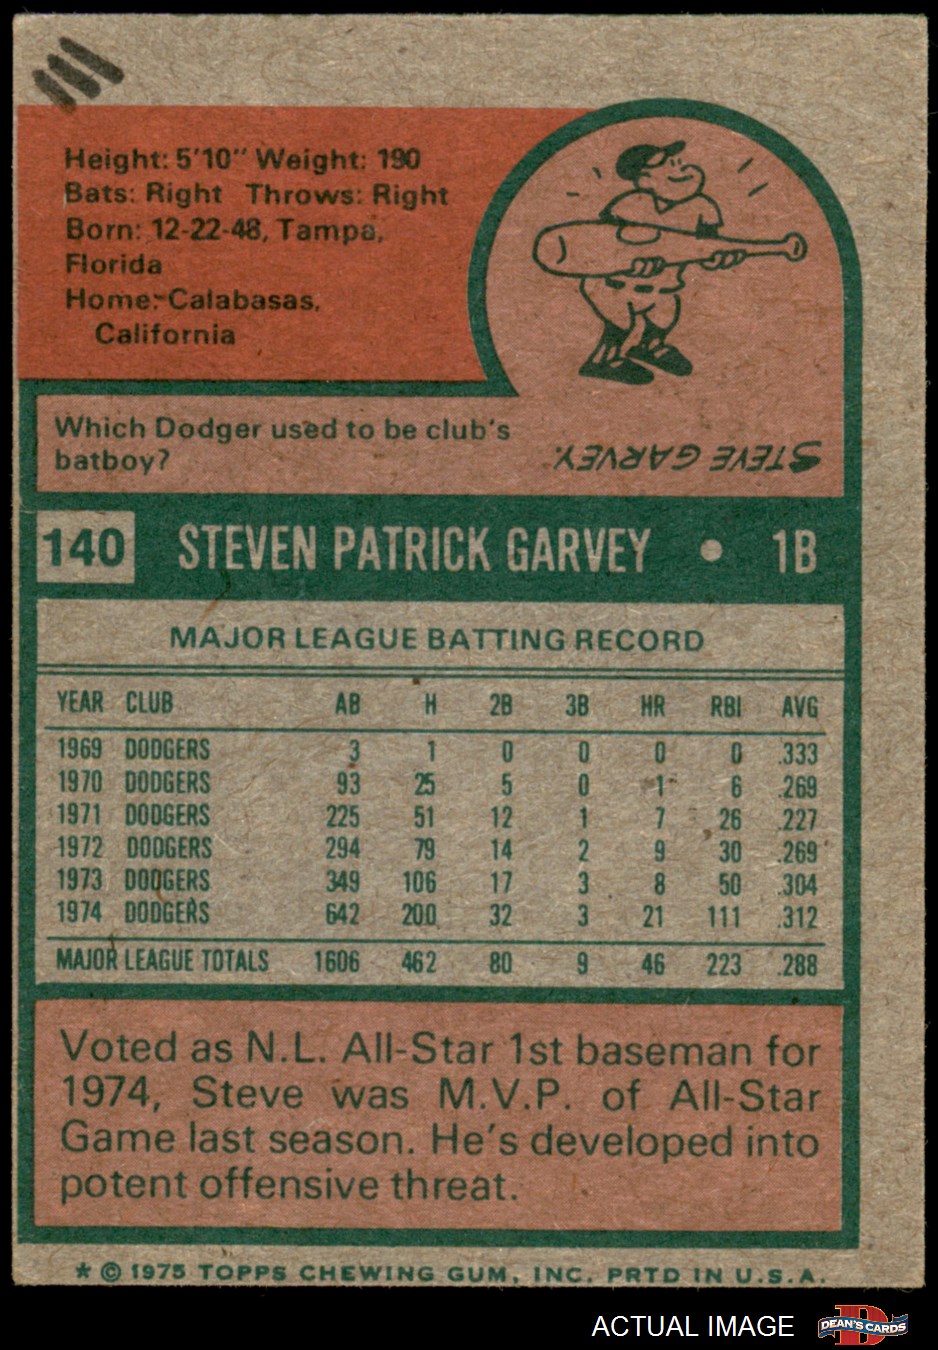 Height: 5'10" Weight: 190
Bats: Right Throws: Right
Born: 12-22-48, Tampa,
Florida
Home: Calabasas,
California
Which Dodger used to be club's
batboy?
STEVE GARVEY.
140 STEVEN PATRICK GARVEY • 1B
MAJOR LEAGUE BATTING RECORD
YEAR CLUB AB H 2B 3B HR RBI AVG
1969 DODGERS 3 1 0 0 0 0 .333
1970 DODGERS 93 25 5 0 1 6 .269
1971 DODGERS 225 51 12 1 7 26 .227
1972 DODGERS 294 79 14 2 9 30 .269
1973 DODGERS 349 106 17 3 8 50 .304
1974 DODGERS 642 200 32 3 21 111 .312
MAJOR LEAGUE TOTALS 1606 462 80 9 46 223 .288
Voted as N.L. All-Star 1st baseman for
1974, Steve was M.V.P. of All-Star
Game last season. He's developed into
potent offensive threat.
* © 1975 TOPPS CHEWING GUM, INC. PRTD IN U.S.A.
ACTUAL IMAGE
DEAN'S CARDS